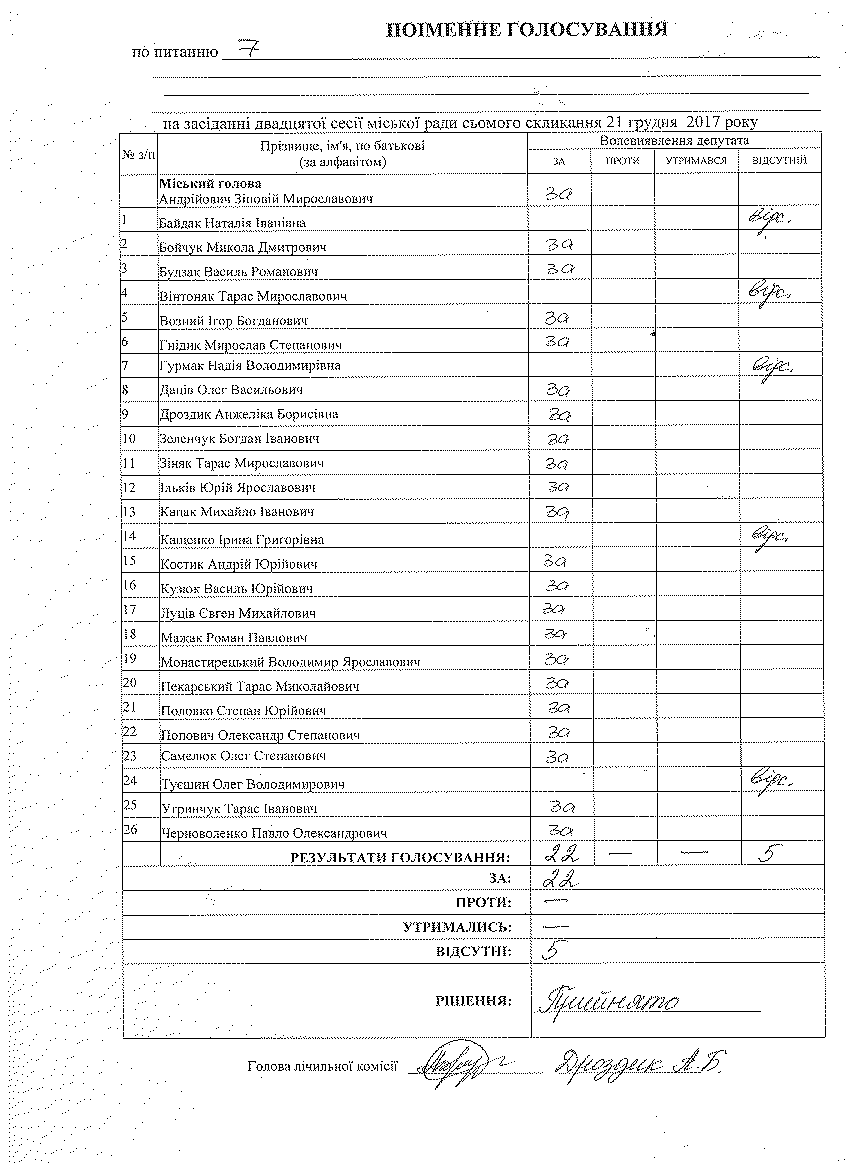 ПОІМЕННЕ ГОЛОСУВАННЯ
по питанню 7
на засіданні двадцятої сесії міської ради сьомого скликання 21 грудня 2017 року
№ з/п Прізвище, ім'я, по батькові (за алфавітом) Волевиявлення депутата
ЗА ПРОТИ УТРИМАВСЯ ВІДСУТНІЙ
Міський голова
Андрійович Зіновій Мирославович За
1 Байдак Наталія Іванівна Відс.
2 Бойчук Микола Дмитрович За
3 Будзак Василь Романович За
4 Вінтоняк Тарас Мирославович Відс.
5 Возний Ігор Богданович За
6 Гнідик Мирослав Степанович За
7 Гурмак Надія Володимирівна Відс.
8 Даців Олег Васильович За
9 Дроздик Анжеліка Борисівна За
10 Зеленчук Богдан Іванович За
11 Зіняк Тарас Мирославович За
12 Ільків Юрій Ярославович За
13 Кацак Михайло Іванович За
14 Кащенко Ірина Григорівна Відс.
15 Костик Андрій Юрійович За
16 Кузюк Василь Юрійович За
17 Луців Євген Михайлович За
18 Мажак Роман Павлович За
19 Монастирецький Володимир Ярославович За
20 Пекарський Тарас Миколайович За
21 Половко Степан Юрійович За
22 Попович Олександр Степанович За
23 Самелюк Олег Степанович За
24 Туєшин Олег Володимирович Відс.
25 Угринчук Тарас Іванович За
26 Черноволенко Павло Олександрович За
РЕЗУЛЬТАТИ ГОЛОСУВАННЯ: 22 — — 5
ЗА: 22
ПРОТИ: —
УТРИМАЛИСЬ: —
ВІДСУТНІ: 5
РІШЕННЯ: Прийнято
Голова лічильної комісії Дроздик А.Б.